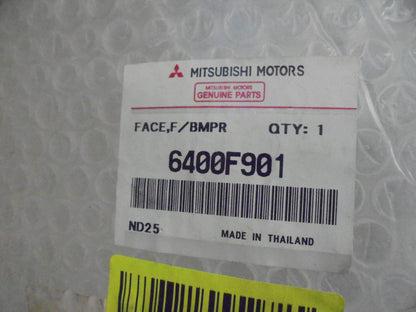 MITSUBISHI MOTORS
MITSUBISHI MOTORS
GENUINE PARTS
FACE,F/BMPR QTY: 1
6400F901
ND25 MADE IN THAILAND